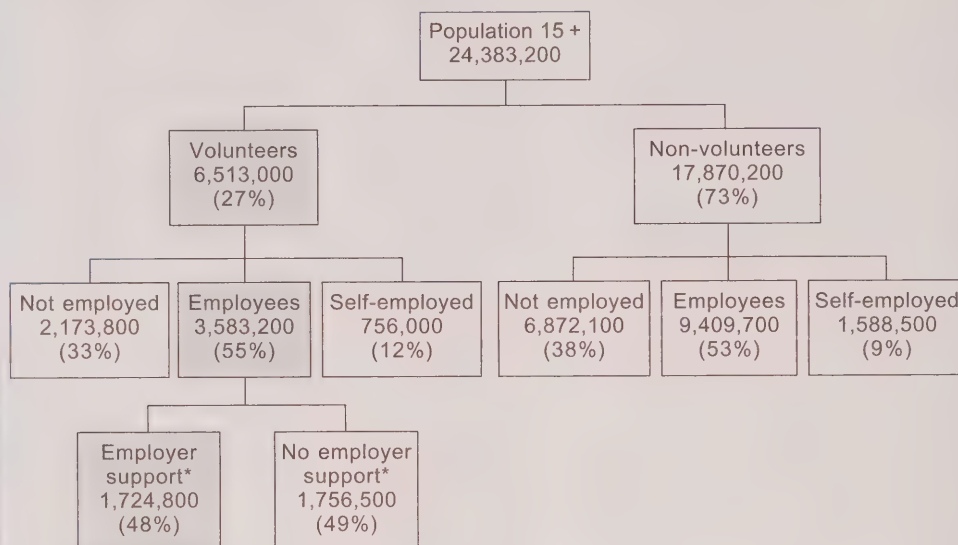 Population 15 +
24,383,200
Volunteers
6,513,000
(27%)
Non-volunteers
17,870,200
(73%)
Not employed
2,173,800
(33%)
Employees
3,583,200
(55%)
Self-employed
756,000
(12%)
Not employed
6,872,100
(38%)
Employees
9,409,700
(53%)
Self-employed
1,588,500
(9%)
Employer
support*
1,724,800
(48%)
No employer
support*
1,756,500
(49%)